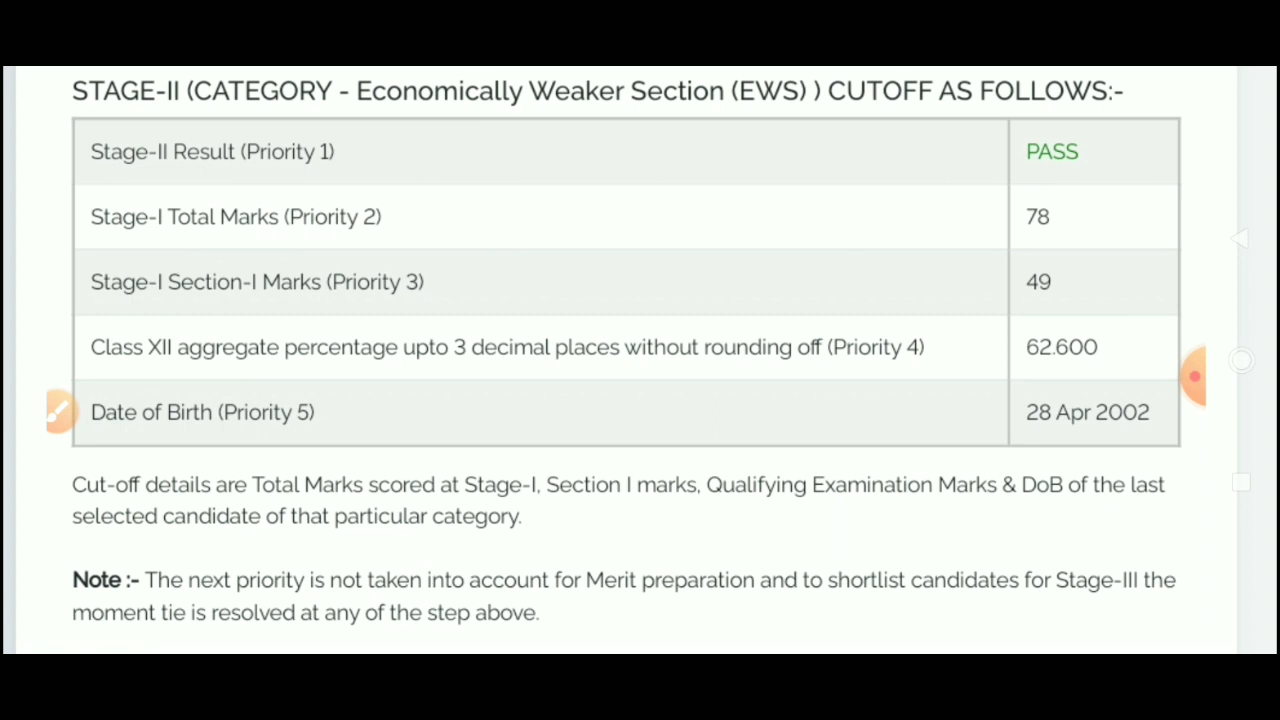 STAGE-II (CATEGORY - Economically Weaker Section (EWS) ) CUTOFF AS FOLLOWS:-
Stage-II Result (Priority 1) PASS
Stage-I Total Marks (Priority 2) 78
Stage-I Section-I Marks (Priority 3) 49
Class XII aggregate percentage upto 3 decimal places without rounding off (Priority 4) 62.600
Date of Birth (Priority 5) 28 Apr 2002
Cut-off details are Total Marks scored at Stage-I, Section I marks, Qualifying Examination Marks & DoB of the last
selected candidate of that particular category.
Note :- The next priority is not taken into account for Merit preparation and to shortlist candidates for Stage-III the
moment tie is resolved at any of the step above.